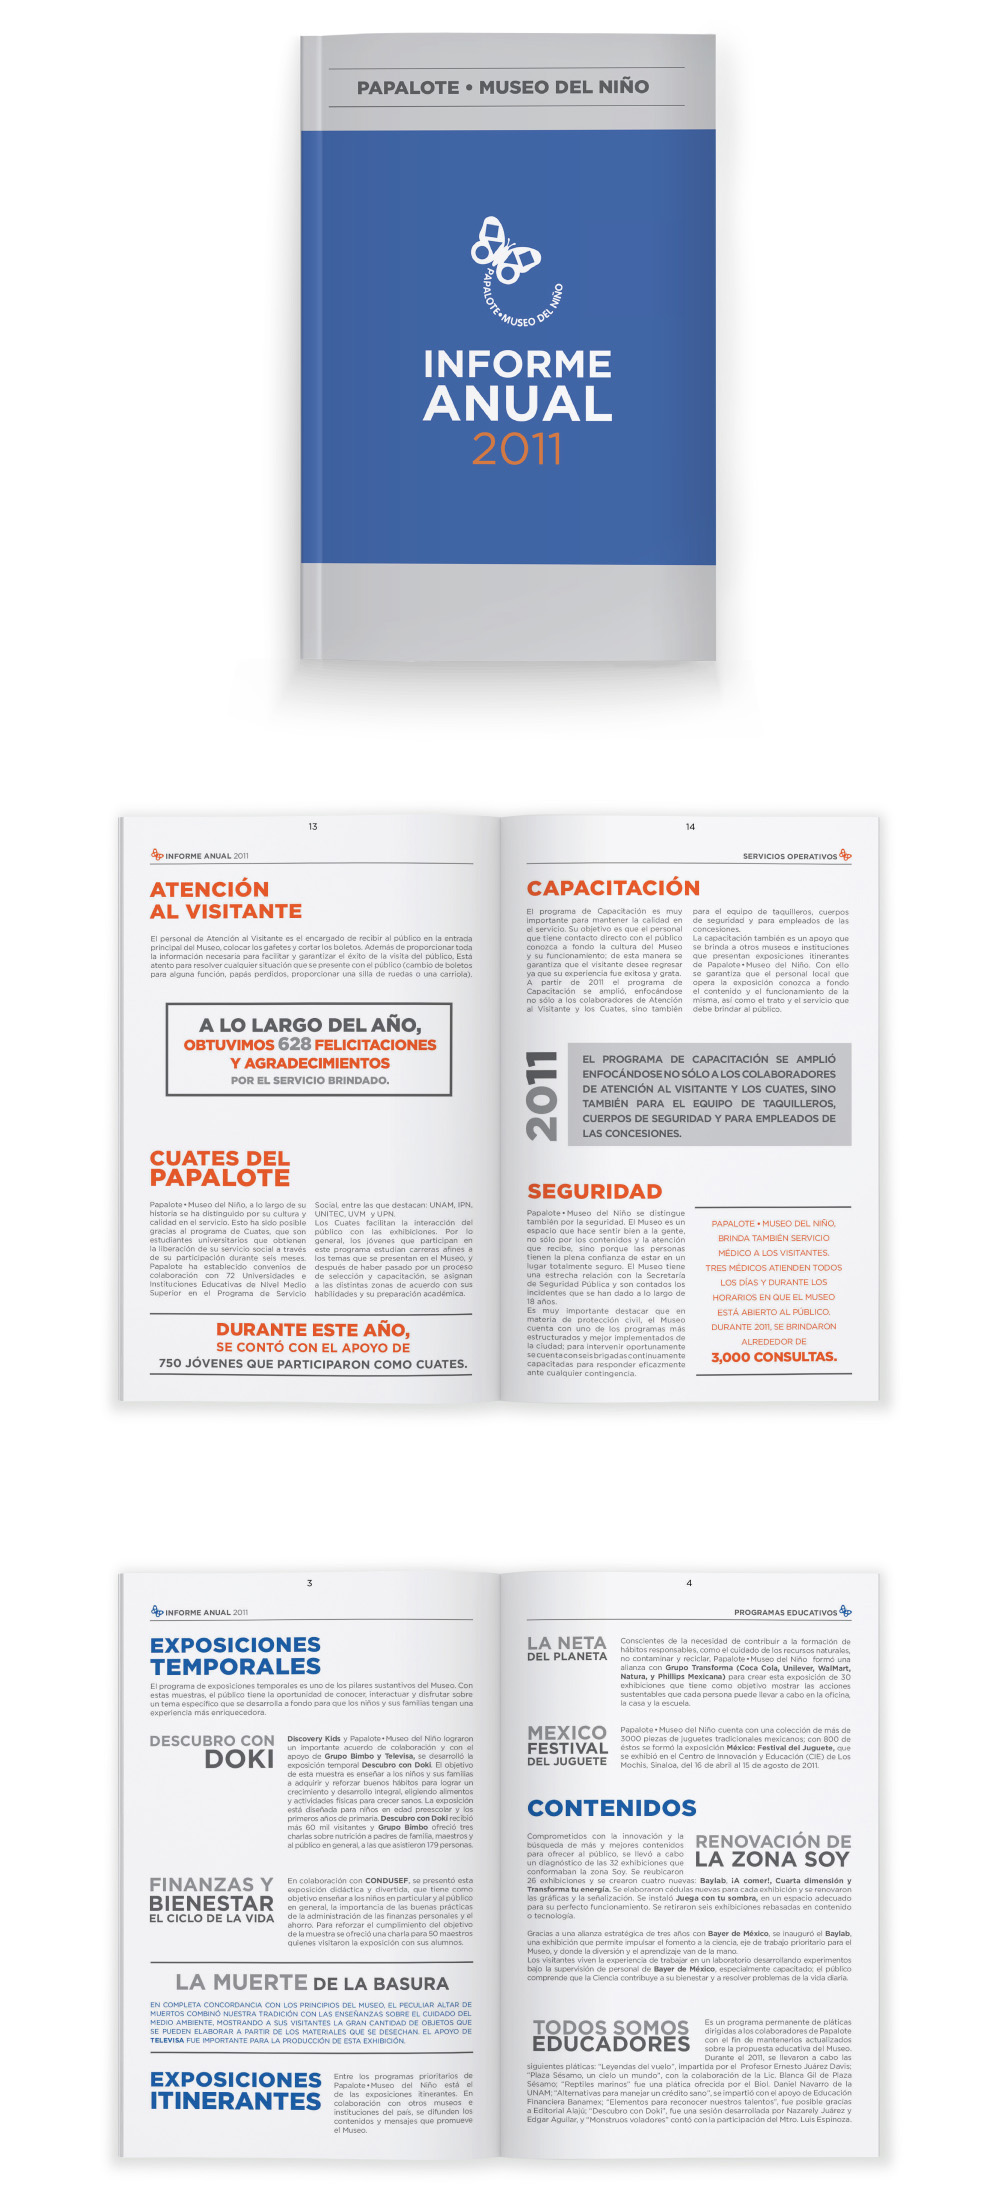 PAPALOTE • MUSEO DEL NIÑO
PAPALOTE•MUSEO DEL NIÑO
INFORME
ANUAL
2011
13
INFORME ANUAL 2011
ATENCIÓN
AL VISITANTE
El personal de Atención al Visitante es el encargado de recibir al público en la entrada
principal del Museo, colocar los gafetes y cortar los boletos. Además de proporcionar toda
la información necesaria para facilitar y garantizar el éxito de la visita del público, Está
atento para resolver cualquier situación que se presente con el público (cambio de boletos
para alguna función, papás perdidos, proporcionar una silla de ruedas o una carriola).
A LO LARGO DEL AÑO,
OBTUVIMOS 628 FELICITACIONES
Y AGRADECIMIENTOS
POR EL SERVICIO BRINDADO.
CUATES DEL
PAPALOTE
Papalote•Museo del Niño, a lo largo de su
historia se ha distinguido por su cultura y
calidad en el servicio. Esto ha sido posible
gracias al programa de Cuates, que son
estudiantes universitarios que obtienen
la liberación de su servicio social a través
de su participación durante seis meses.
Papalote ha establecido convenios de
colaboración con 72 Universidades e
Instituciones Educativas de Nivel Medio
Superior en el Programa de Servicio
Social, entre las que destacan: UNAM, IPN,
UNITEC, UVM y UPN.
Los Cuates facilitan la interacción del
público con las exhibiciones. Por lo
general, los jóvenes que participan en
este programa estudian carreras afines a
los temas que se presentan en el Museo, y
después de haber pasado por un proceso
de selección y capacitación, se asignan
a las distintas zonas de acuerdo con sus
habilidades y su preparación académica.
DURANTE ESTE AÑO,
SE CONTÓ CON EL APOYO DE
750 JÓVENES QUE PARTICIPARON COMO CUATES.
14
SERVICIOS OPERATIVOS
CAPACITACIÓN
El programa de Capacitación es muy
importante para mantener la calidad en
el servicio. Su objetivo es que el personal
que tiene contacto directo con el público
conozca a fondo la cultura del Museo
y su funcionamiento; de esta manera se
garantiza que el visitante desee regresar
ya que su experiencia fue exitosa y grata.
A partir de 2011 el programa de
Capacitación se amplió, enfocándose
no sólo a los colaboradores de Atención
al Visitante y los Cuates, sino también
para el equipo de taquilleros, cuerpos
de seguridad y para empleados de las
concesiones.
La capacitación también es un apoyo que
se brinda a otros museos e instituciones
que presentan exposiciones itinerantes
de Papalote•Museo del Niño. Con ello
se garantiza que el personal local que
opera la exposición conozca a fondo
el contenido y el funcionamiento de la
misma, así como el trato y el servicio que
debe brindar al público.
2011
EL PROGRAMA DE CAPACITACIÓN SE AMPLIÓ
ENFOCÁNDOSE NO SÓLO A LOS COLABORADORES
DE ATENCIÓN AL VISITANTE Y LOS CUATES, SINO
TAMBIÉN PARA EL EQUIPO DE TAQUILLEROS,
CUERPOS DE SEGURIDAD Y PARA EMPLEADOS DE
LAS CONCESIONES.
SEGURIDAD
Papalote•Museo del Niño se distingue
también por la seguridad. El Museo es un
espacio que hace sentir bien a la gente,
no sólo por los contenidos y la atención
que recibe, sino porque las personas
tienen la plena confianza de estar en un
lugar totalmente seguro. El Museo tiene
una estrecha relación con la Secretaría
de Seguridad Pública y son contados los
incidentes que se han dado a lo largo de
18 años.
Es muy importante destacar que en
materia de protección civil, el Museo
cuenta con uno de los programas más
estructurados y mejor implementados de
la ciudad; para intervenir oportunamente
se cuenta con seis brigadas continuamente
capacitadas para responder eficazmente
ante cualquier contingencia.
PAPALOTE • MUSEO DEL NIÑO,
BRINDA TAMBIÉN SERVICIO
MÉDICO A LOS VISITANTES.
TRES MÉDICOS ATIENDEN TODOS
LOS DÍAS Y DURANTE LOS
HORARIOS EN QUE EL MUSEO
ESTÁ ABIERTO AL PÚBLICO.
DURANTE 2011, SE BRINDARON
ALREDEDOR DE
3,000 CONSULTAS.
3
INFORME ANUAL 2011
EXPOSICIONES
TEMPORALES
El programa de exposiciones temporales es uno de los pilares sustantivos del Museo. Con
estas muestras, el público tiene la oportunidad de conocer, interactuar y disfrutar sobre
un tema específico que se desarrolla a fondo para que los niños y sus familias tengan una
experiencia más enriquecedora.
DESCUBRO CON
DOKI
Discovery Kids y Papalote•Museo del Niño lograron
un importante acuerdo de colaboración y con el
apoyo de Grupo Bimbo y Televisa, se desarrolló la
exposición temporal Descubro con Doki. El objetivo
de esta muestra es enseñar a los niños y sus familias
a adquirir y reforzar buenos hábitos para lograr un
crecimiento y desarrollo integral, eligiendo alimentos
y actividades físicas para crecer sanos. La exposición
está diseñada para niños en edad preescolar y los
primeros años de primaria. Descubro con Doki recibió
más 60 mil visitantes y Grupo Bimbo ofreció tres
charlas sobre nutrición a padres de familia, maestros y
al público en general, a las que asistieron 179 personas.
FINANZAS Y
BIENESTAR
EL CICLO DE LA VIDA
En colaboración con CONDUSEF, se presentó esta
exposición didáctica y divertida, que tiene como
objetivo enseñar a los niños en particular y al público
en general, la importancia de las buenas prácticas
de la administración de las finanzas personales y el
ahorro. Para reforzar el cumplimiento del objetivo
de la muestra se ofreció una charla para 50 maestros
quienes visitaron la exposición con sus alumnos.
LA MUERTE DE LA BASURA
EN COMPLETA CONCORDANCIA CON LOS PRINCIPIOS DEL MUSEO, EL PECULIAR ALTAR DE
MUERTOS COMBINÓ NUESTRA TRADICIÓN CON LAS ENSEÑANZAS SOBRE EL CUIDADO DEL
MEDIO AMBIENTE, MOSTRANDO A SUS VISITANTES LA GRAN CANTIDAD DE OBJETOS QUE
SE PUEDEN ELABORAR A PARTIR DE LOS MATERIALES QUE SE DESECHAN. EL APOYO DE
TELEVISA FUE IMPORTANTE PARA LA PRODUCCIÓN DE ESTA EXHIBICIÓN.
EXPOSICIONES
ITINERANTES
Entre los programas prioritarios de
Papalote•Museo del Niño está el
de las exposiciones itinerantes. En
colaboración con otros museos e
instituciones del país, se difunden los
contenidos y mensajes que promueve
el Museo.
4
PROGRAMAS EDUCATIVOS
LA NETA
DEL PLANETA
Conscientes de la necesidad de contribuir a la formación de
hábitos responsables, como el cuidado de los recursos naturales,
no contaminar y reciclar, Papalote•Museo del Niño formó una
alianza con Grupo Transforma (Coca Cola, Unilever, WalMart,
Natura, y Phillips Mexicana) para crear esta exposición de 30
exhibiciones que tiene como objetivo mostrar las acciones
sustentables que cada persona puede llevar a cabo en la oficina,
la casa y la escuela.
MEXICO
FESTIVAL
DEL JUGUETE
Papalote•Museo del Niño cuenta con una colección de más de
3000 piezas de juguetes tradicionales mexicanos; con 800 de
éstos se formó la exposición México: Festival del Juguete, que
se exhibió en el Centro de Innovación y Educación (CIE) de Los
Mochis, Sinaloa, del 16 de abril al 15 de agosto de 2011.
CONTENIDOS
RENOVACIÓN DE
LA ZONA SOY
Comprometidos con la innovación y la
búsqueda de más y mejores contenidos
para ofrecer al público, se llevó a cabo
un diagnóstico de las 32 exhibiciones que
conformaban la zona Soy. Se reubicaron
26 exhibiciones y se crearon cuatro nuevas: Baylab, ¡A comer!, Cuarta dimensión y
Transforma tu energía. Se elaboraron cédulas nuevas para cada exhibición y se renovaron
las gráficas y la señalización. Se instaló Juega con tu sombra, en un espacio adecuado
para su perfecto funcionamiento. Se retiraron seis exhibiciones rebasadas en contenido
o tecnología.
Gracias a una alianza estratégica de tres años con Bayer de México, se inauguró el Baylab,
una exhibición que permite impulsar el fomento a la ciencia, eje de trabajo prioritario para el
Museo, y donde la diversión y el aprendizaje van de la mano.
Los visitantes viven la experiencia de trabajar en un laboratorio desarrollando experimentos
bajo la supervisión de personal de Bayer de México, especialmente capacitado; el público
comprende que la Ciencia contribuye a su bienestar y a resolver problemas de la vida diaria.
TODOS SOMOS
EDUCADORES
Es un programa permanente de pláticas
dirigidas a los colaboradores de Papalote
con el fin de mantenerlos actualizados
sobre la propuesta educativa del Museo.
Durante el 2011, se llevaron a cabo las
siguientes pláticas: "Leyendas del vuelo", impartida por el Profesor Ernesto Juárez Davis;
"Plaza Sésamo, un cielo un mundo", con la colaboración de la Lic. Blanca Gil de Plaza
Sésamo; "Reptiles marinos" fue una plática ofrecida por el Biol. Daniel Navarro de la
UNAM; "Alternativas para manejar un crédito sano", se impartió con el apoyo de Educación
Financiera Banamex; "Elementos para reconocer nuestros talentos", fue posible gracias
a Editorial Alajú; "Descubro con Doki", fue una sesión desarrollada por Nazarely Juárez y
Edgar Aguilar, y "Monstruos voladores" contó con la participación del Mtro. Luis Espinoza.